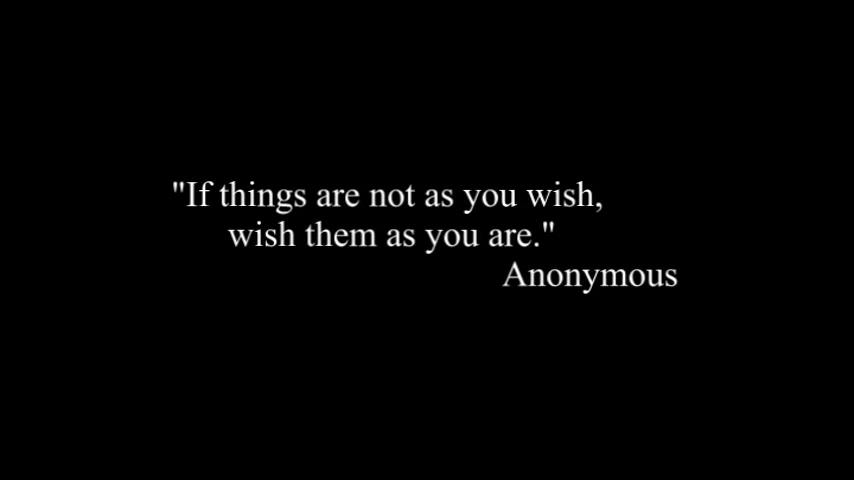 "If things are not as you wish,
wish them as you are."
Anonymous